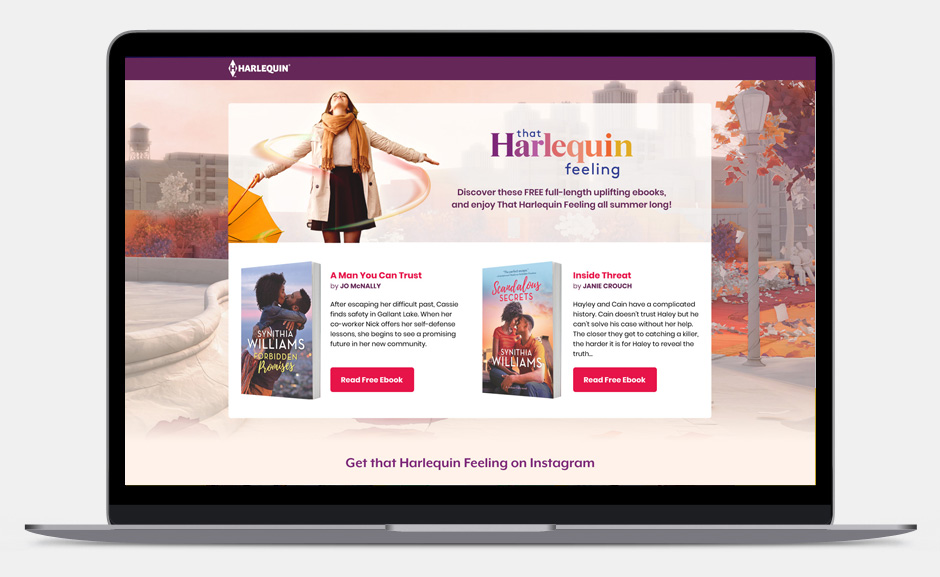 HARLEQUIN
that
Harlequin
feeling
Discover these FREE full-length uplifting ebooks,
and enjoy That Harlequin Feeling all summer long!
SYNITHIA
WILLIAMS
FORBIDDEN
Promises
A Man You Can Trust
by JO McNALLY
After escaping her difficult past, Cassie
finds safety in Gallant Lake. When her
co-worker Nick offers her self-defense
lessons, she begins to see a promising
future in her new community.
Read Free Ebook
Scandalous
SECRETS
SYNITHIA
WILLIAMS
Inside Threat
by JANIE CROUCH
Hayley and Cain have a complicated
history. Cain doesn't trust Haley but he
can't solve his case without her help.
The closer they get to catching a killer,
the harder it is for Haley to reveal the
truth...
Read Free Ebook
Get that Harlequin Feeling on Instagram